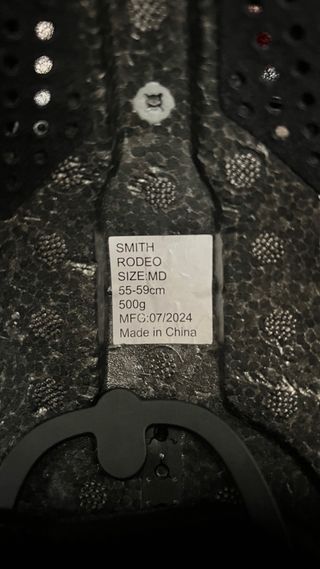 SMITH
RODEO
SIZE:MD
55-59cm
500g
MFG:07/2024
Made in China